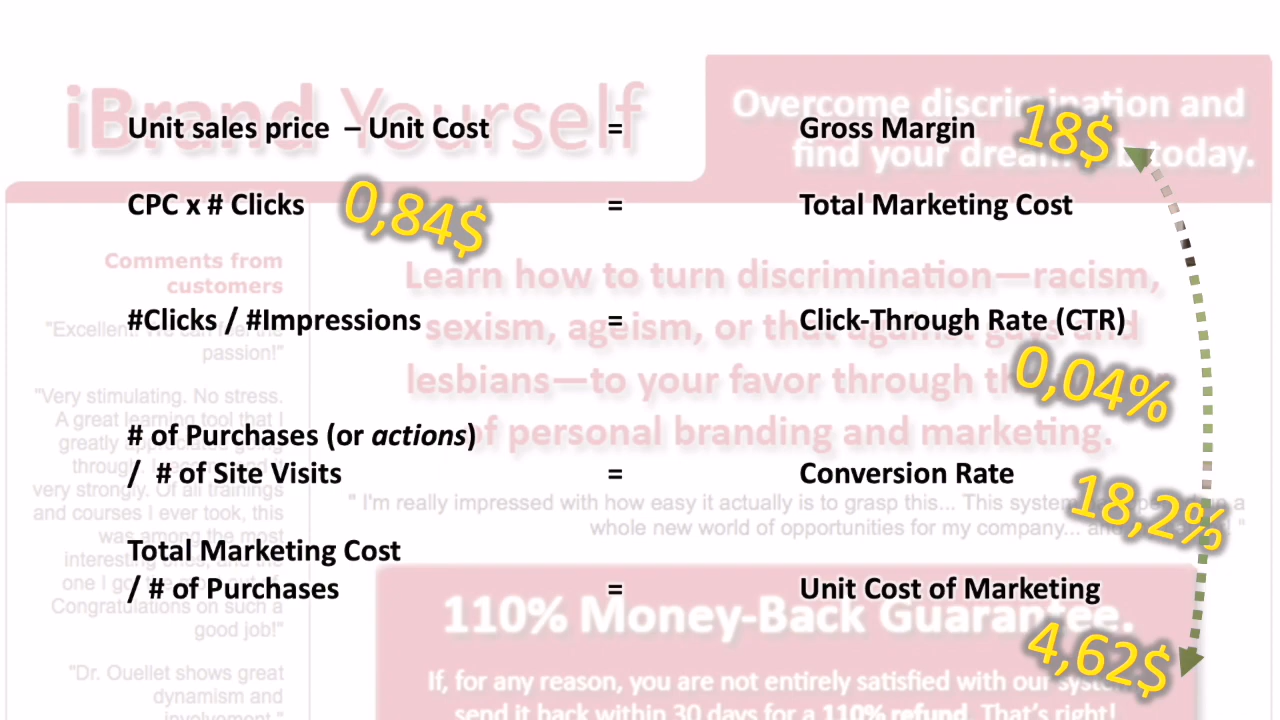 iBrand Yourself
Overcome discrimination and
find your dream job today.
Unit sales price – Unit Cost = Gross Margin 18$
CPC x # Clicks 0,84$ = Total Marketing Cost
Comments from
customers
Learn how to turn discrimination—racism,
sexism, ageism, or that against gays and
lesbians—to your favor through the
of personal branding and marketing.
#Clicks / #Impressions = Click-Through Rate (CTR)
0,04%
"Excellent!
passion!"
"Very stimulating. No stress.
A great learning tool that I
greatly appreciated going
through.
very strongly. Of all trainings
and courses I ever took, this
was among the most
interesting ones, and the
one I got
Congratulations on such a
good job!"
"Dr. Ouellet shows great
dynamism and
involvement."
# of Purchases (or actions)
/ # of Site Visits = Conversion Rate
18,2%
" I'm really impressed with how easy it actually is to grasp this... This system a
whole new world of opportunities for my company... "
Total Marketing Cost
/ # of Purchases = Unit Cost of Marketing
4,62$
110% Money-Back Guarantee.
If, for any reason, you are not entirely satisfied with our system,
send it back within 30 days for a 110% refund. That's right!